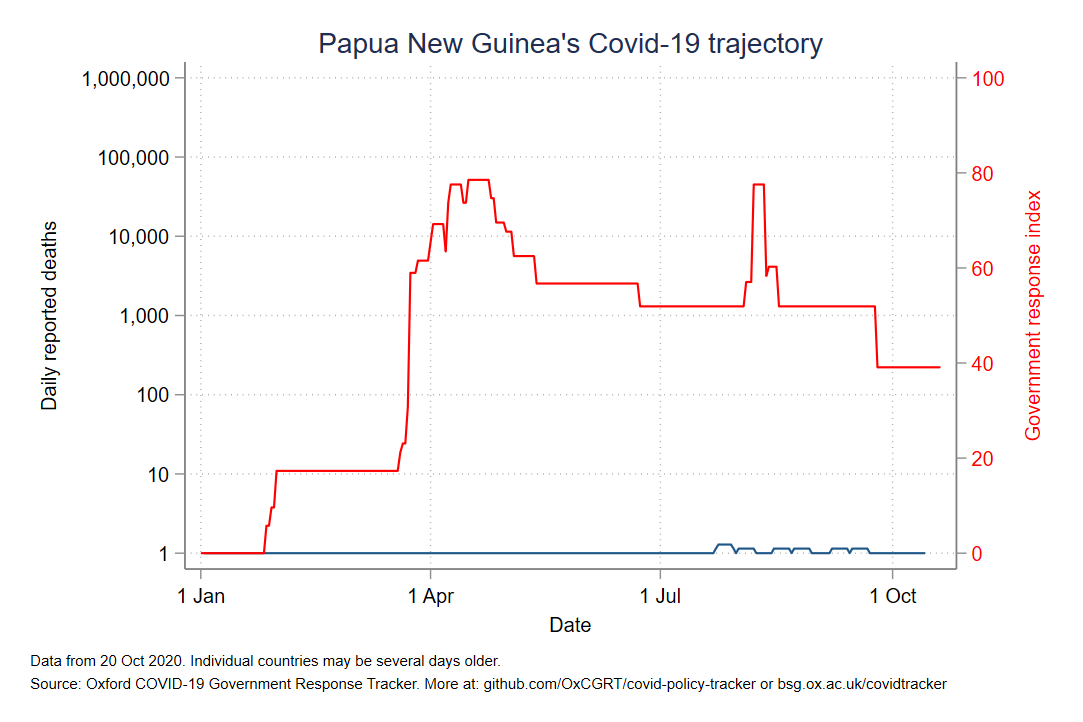 Papua New Guinea's Covid-19 trajectory
1,000,000
100,000
10,000
1,000
100
10
1
Daily reported deaths
100
80
60
40
20
0
Government response index
1 Jan
1 Apr
1 Jul
1 Oct
Date
Data from 20 Oct 2020. Individual countries may be several days older.
Source: Oxford COVID-19 Government Response Tracker. More at: github.com/OxCGRT/covid-policy-tracker or bsg.ox.ac.uk/covidtracker